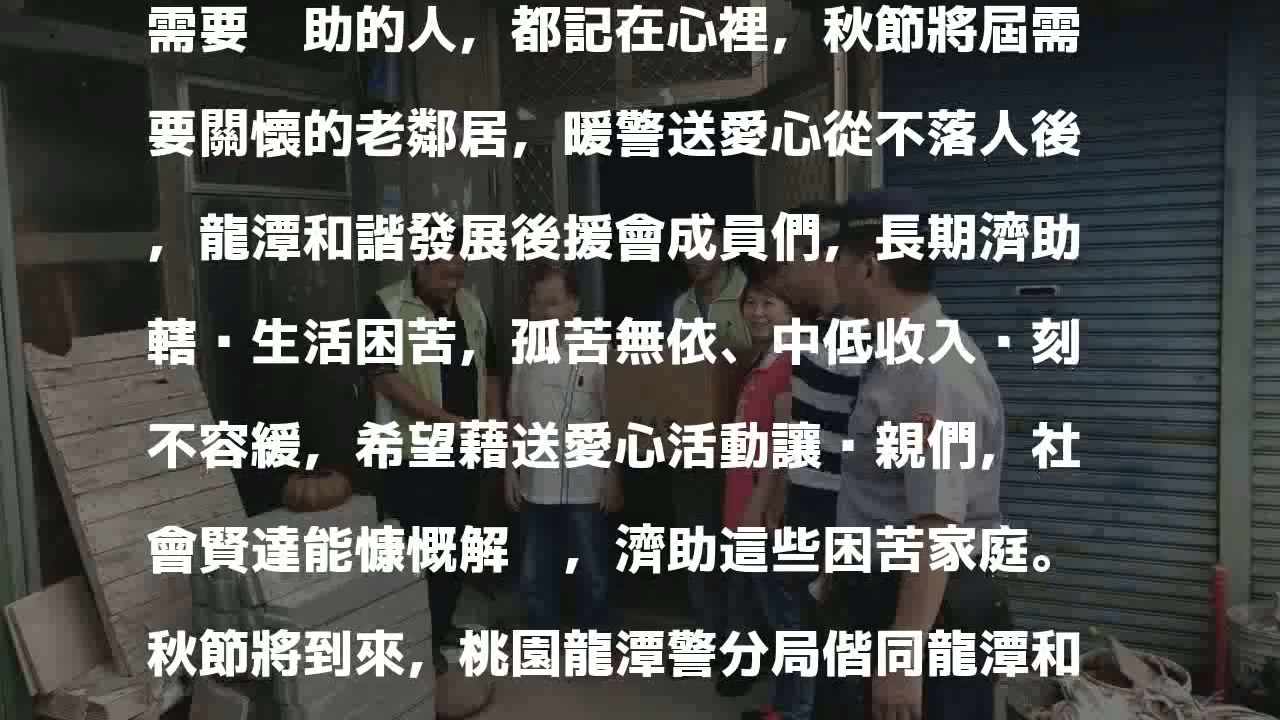 需要　助的人，都記在心裡，秋節將屆需
要關懷的老鄰居，暖警送愛心從不落人後
，龍潭和諧發展後援會成員們，長期濟助
轄·生活困苦，孤苦無依、中低收入·刻
不容緩，希望藉送愛心活動讓·親們，社
會賢達能慷慨解　，濟助這些困苦家庭。
秋節將到來，桃園龍潭警分局偕同龍潭和